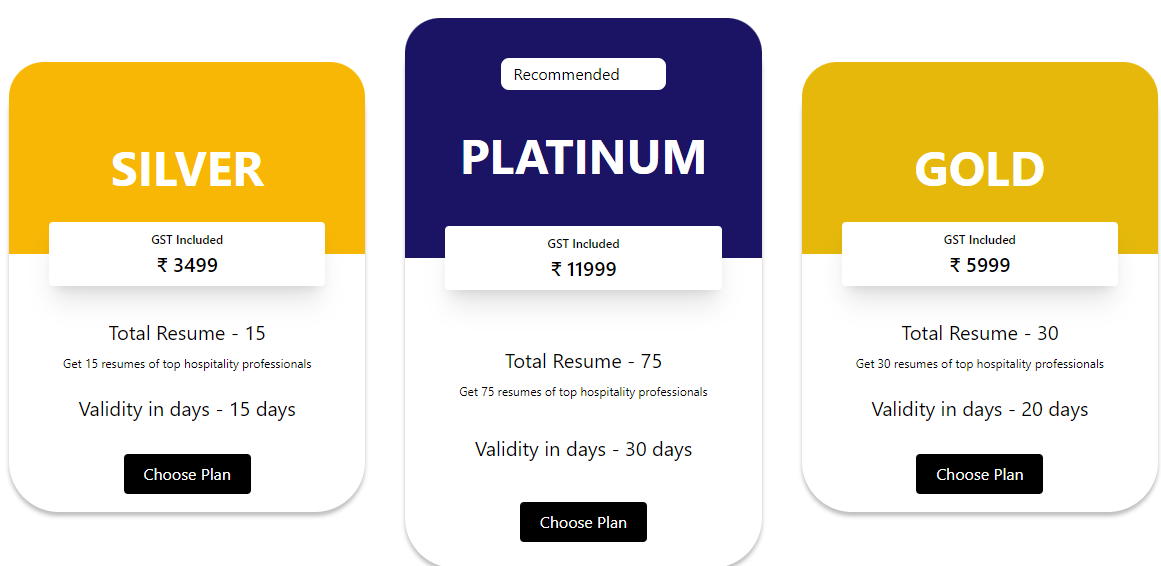 SILVER
GST Included
₹ 3499
Total Resume - 15
Get 15 resumes of top hospitality professionals
Validity in days - 15 days
Choose Plan
Recommended
PLATINUM
GST Included
₹ 11999
Total Resume - 75
Get 75 resumes of top hospitality professionals
Validity in days - 30 days
Choose Plan
GOLD
GST Included
₹ 5999
Total Resume - 30
Get 30 resumes of top hospitality professionals
Validity in days - 20 days
Choose Plan